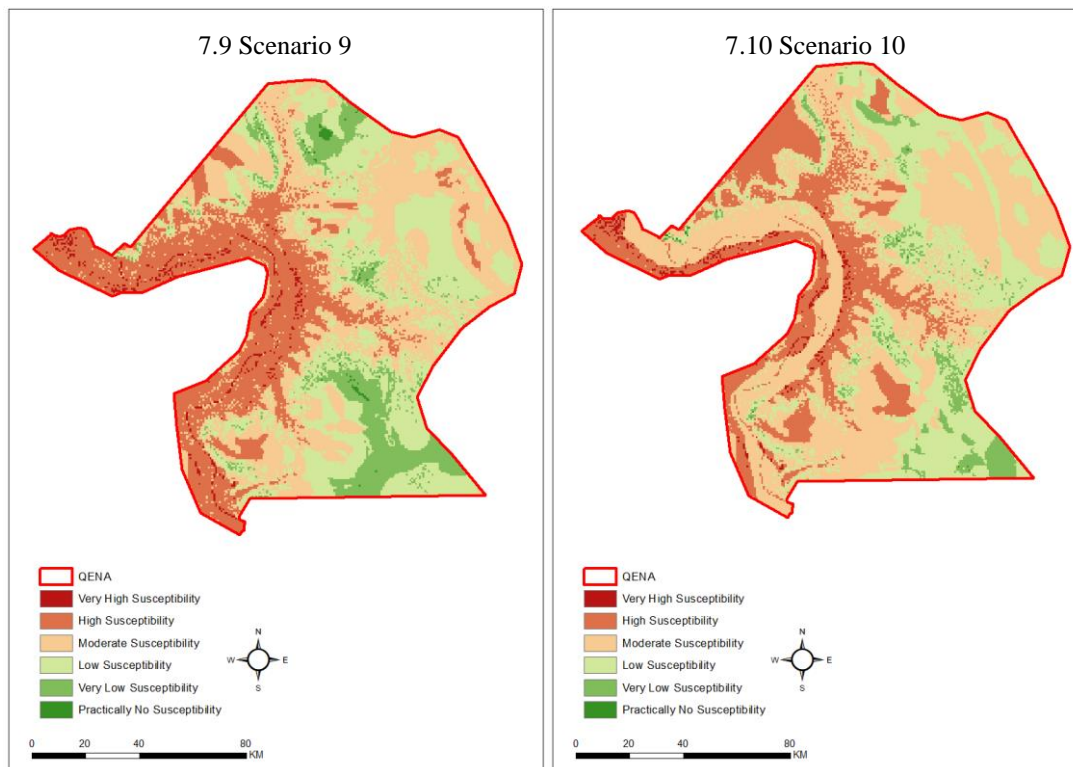 7.9 Scenario 9
QENA
Very High Susceptibility
High Susceptibility
Moderate Susceptibility
Low Susceptibility
Very Low Susceptibility
Practically No Susceptibility
N
W E
S
0 20 40 80
KM
7.10 Scenario 10
QENA
Very High Susceptibility
High Susceptibility
Moderate Susceptibility
Low Susceptibility
Very Low Susceptibility
Practically No Susceptibility
N
W E
S
0 20 40 80
KM